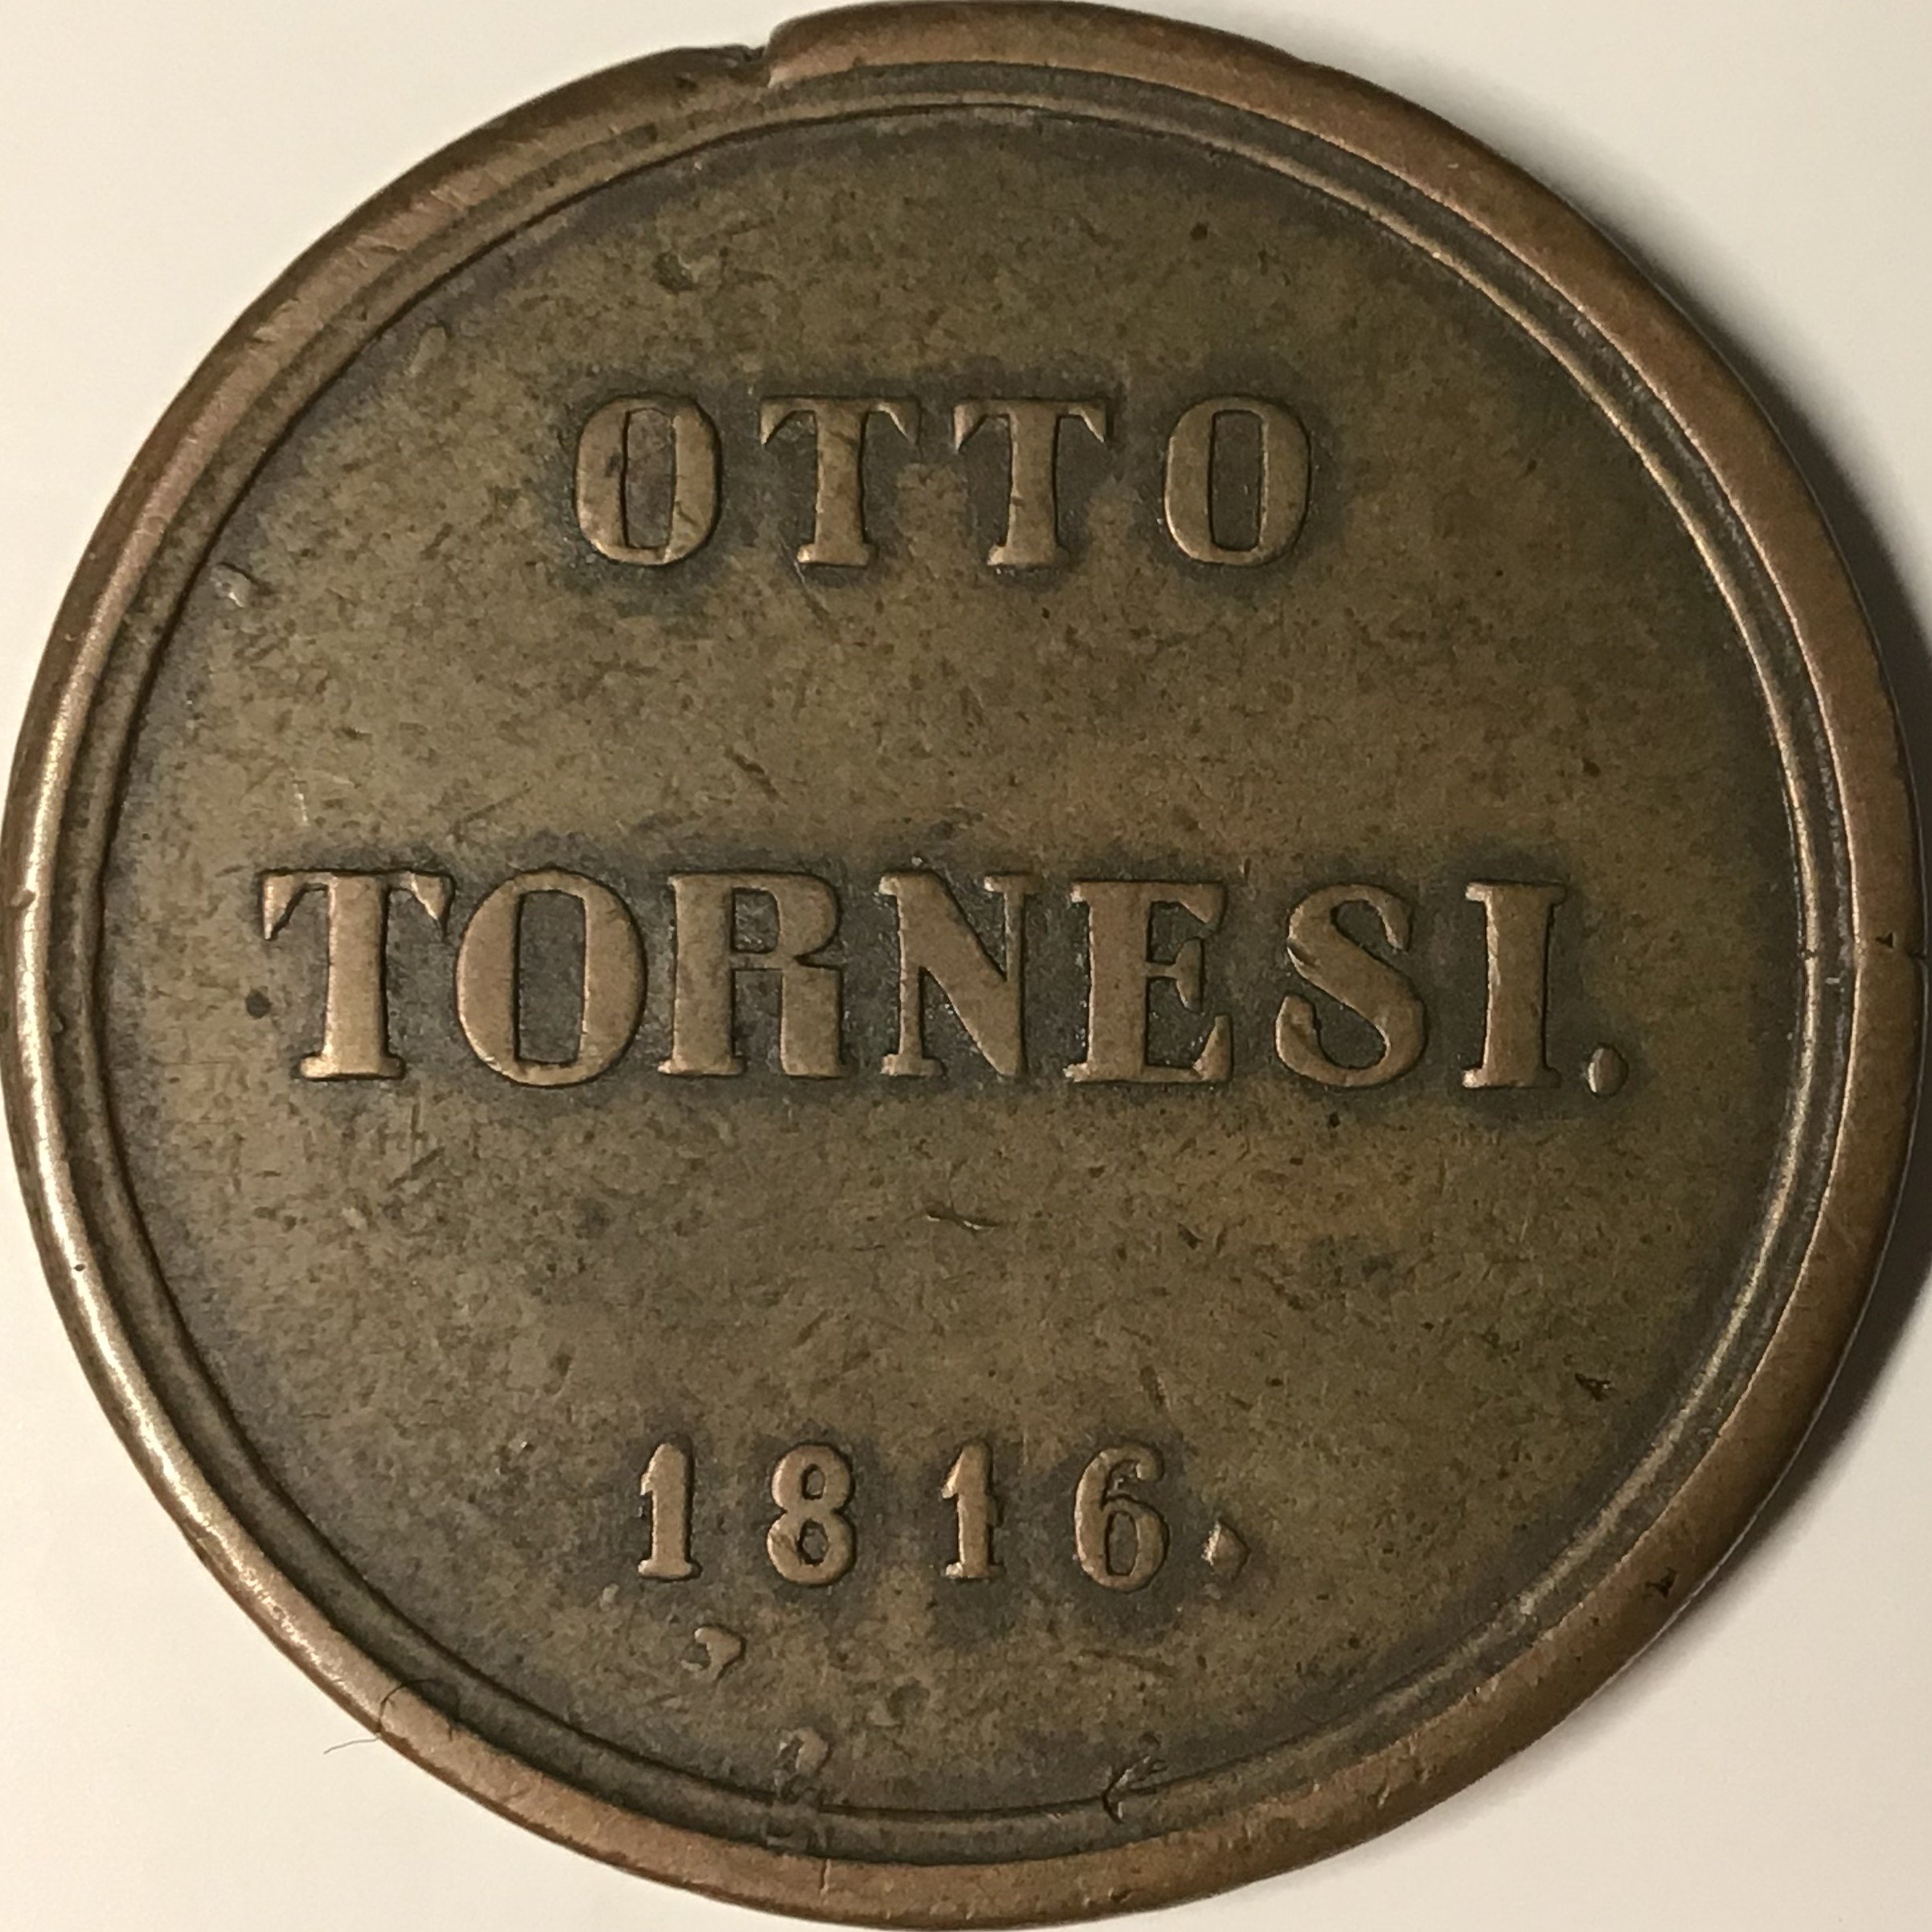 OTTO
TORNESI.
1816.